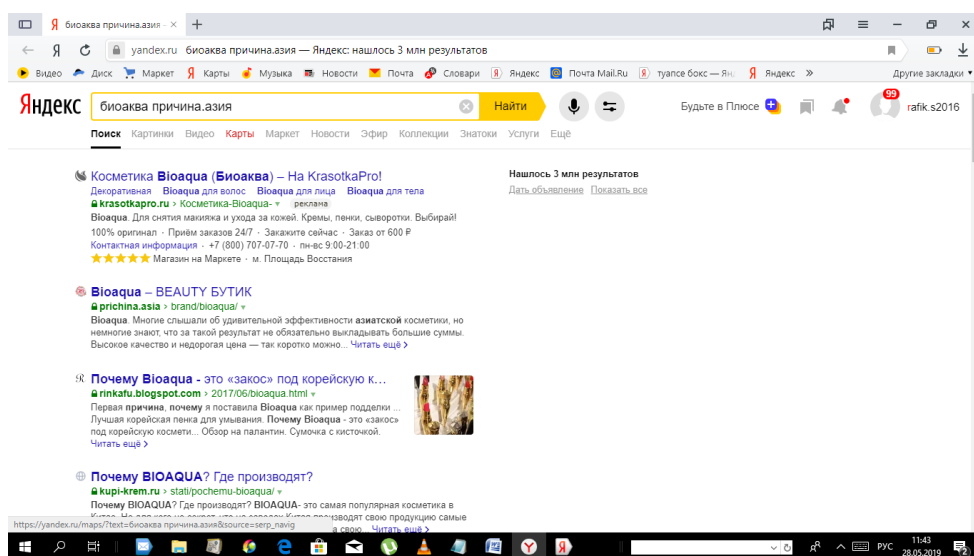 биоаква причина.азия - ×
yandex.ru биоаква причина.азия — Яндекс: нашлось 3 млн результатов
Видео Диск Маркет Карты Музыка Новости Почта Словари Яндекс Почта Mail.Ru туапсе бокс — Ян Яндекс » Другие закладки
Яндекс биоаква причина.азия Найти Будьте в Плюсе 99 rafik.s2016
Поиск Картинки Видео Карты Маркет Новости Эфир Коллекции Знатоки Услуги Ещё
Косметика Bioaqua (Биоаква) – На KrasotkaPro!
Декоративная Bioaqua для волос Bioaqua для лица Bioaqua для тела
krasotkapro.ru › Косметика-Bioaqua- реклама
Bioaqua. Для снятия макияжа и ухода за кожей. Кремы, пенки, сыворотки. Выбирай!
100% оригинал · Приём заказов 24/7 · Закажите сейчас · Заказ от 600 ₽
Контактная информация · +7 (800) 707-07-70 · пн-вс 9:00-21:00
Магазин на Маркете · м. Площадь Восстания
Нашлось 3 млн результатов
Дать объявление Показать все
Bioaqua – BEAUTY БУТИК
prichina.asia › brand/bioaqua/
Bioaqua. Многие слышали об удивительной эффективности азиатской косметики, но
немногие знают, что за такой результат не обязательно выкладывать большие суммы.
Высокое качество и недорогая цена — так коротко можно... Читать ещё ›
Почему Bioaqua - это «закос» под корейскую к…
rinkafu.blogspot.com › 2017/06/bioaqua.html
Первая причина, почему я поставила Bioaqua как пример подделки ...
Лучшая корейская пенка для умывания. Почему Bioaqua - это «закос»
под корейскую космети... Обзор на палантин. Сумочка с кисточкой.
Читать ещё ›
Почему BIOAQUA? Где производят?
kupi-krem.ru › stati/pochemu-bioaqua/
Почему BIOAQUA? Где производят? BIOAQUA- это самая популярная косметика в
производят свою продукцию самые
а свою. Читать ещё ›
https://yandex.ru/maps/?text=биоаква причина.азия&source=serp_navig
РУС 11:43
28.05.2019